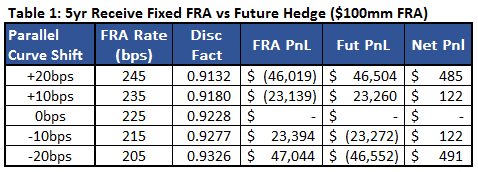 Table 1: 5yr Receive Fixed FRA vs Future Hedge ($100mm FRA)
Parallel Curve Shift FRA Rate (bps) Disc Fact FRA PnL Fut PnL Net Pnl
+20bps 245 0.9132 $ (46,019) $ 46,504 $ 485
+10bps 235 0.9180 $ (23,139) $ 23,260 $ 122
0bps 225 0.9228 $ - $ - $ -
-10bps 215 0.9277 $ 23,394 $ (23,272) $ 122
-20bps 205 0.9326 $ 47,044 $ (46,552) $ 491